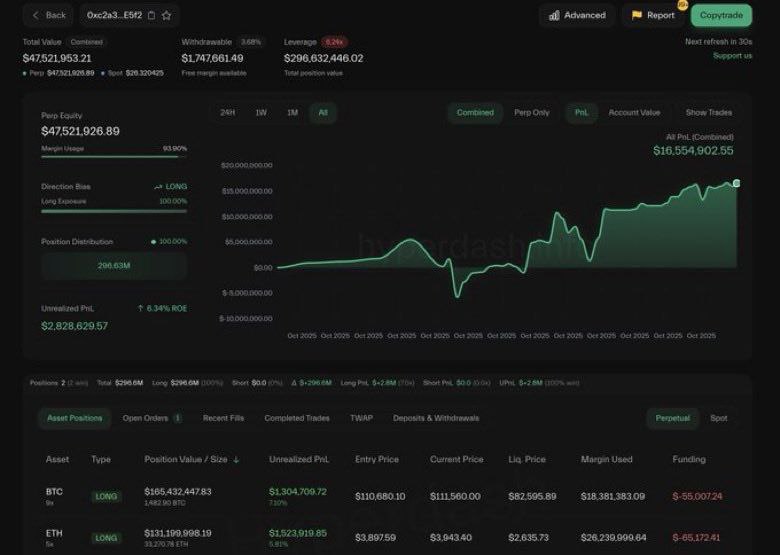 Back 0xc2a3...E5f2 Advanced Report Copytrade
Total Value Combined Withdrawable 3.68% Leverage 6.24x Next refresh in 30s
$47,521,953.21 $1,747,661.49 $296,632,446.02 Support us
Perp $47,521,926.89 Spot $26.320425 Free margin available Total position value
Perp Equity
$47,521,926.89
Margin Usage 93.90%
Direction Bias LONG
Long Exposure 100.00%
Position Distribution 100.00%
296.63M
Unrealized PnL ↑ 6.34% ROE
$2,828,629.57
24H 1W 1M All Combined Perp Only PnL Account Value Show Trades
All PnL (Combined)
$16,554,902.55
$20,000,000.00
$15,000,000.00
$10,000,000.00
$5,000,000.00
$0.00
$-5,000,000.00
$-10,000,000.00
hyperdash.info
Oct 2025 Oct 2025 Oct 2025 Oct 2025 Oct 2025 Oct 2025 Oct 2025 Oct 2025 Oct 2025 Oct 2025 Oct 2025 Oct 2025 Oct 2025
Positions 2 (2 win) Total $296.6M Long $296.6M (100%) Short $0.0 (0%) Δ $+296.6M Long PnL $+2.8M Short PnL $0.0 (0.0x) UPnL $+2.8M (100% win)
Asset Positions Open Orders 1 Recent Fills Completed Trades TWAP Deposits & Withdrawals Perpetual Spot
Asset Type Position Value / Size ↓ Unrealized PnL Entry Price Current Price Liq. Price Margin Used Funding
BTC LONG $165,432,447.83 $1,304,709.72 $110,680.10 $111,560.00 $82,595.89 $18,381,383.09 $-55,007.24
9x 1,482.90 BTC 7.10%
ETH LONG $131,199,998.19 $1,523,919.85 $3,897.59 $3,943.40 $2,635.73 $26,239,999.64 $-65,172.41
5x 33,270.78 ETH 5.81%